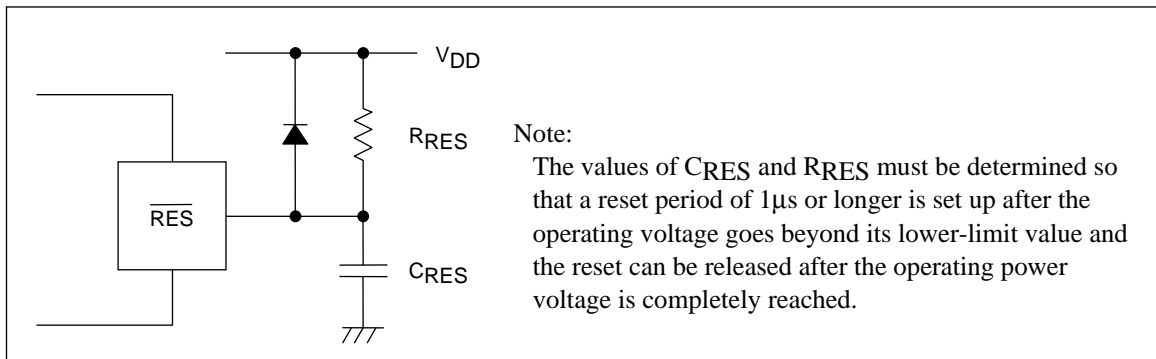 VDD
RRES
RES
CRES
Note:
The values of CRES and RRES must be determined so
that a reset period of 1μs or longer is set up after the
operating voltage goes beyond its lower-limit value and
the reset can be released after the operating power
voltage is completely reached.